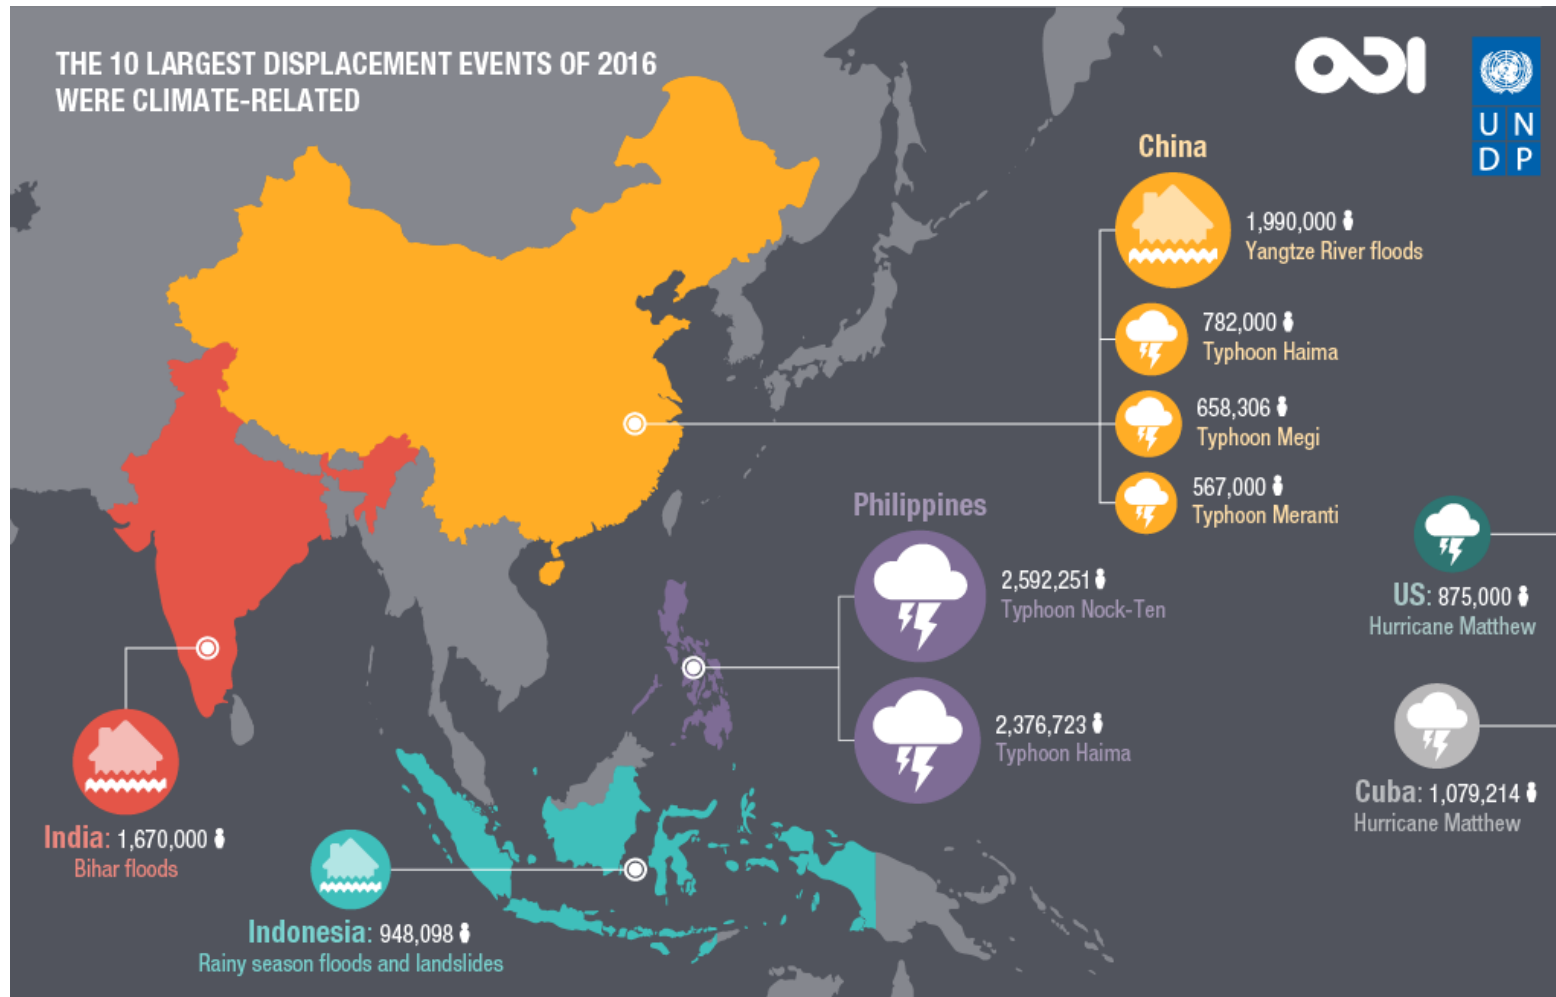 THE 10 LARGEST DISPLACEMENT EVENTS OF 2016
WERE CLIMATE-RELATED
ODI
U N
D P
China
1,990,000
Yangtze River floods
782,000
Typhoon Haima
658,306
Typhoon Megi
567,000
Typhoon Meranti
Philippines
2,592,251
Typhoon Nock-Ten
2,376,723
Typhoon Haima
US: 875,000
Hurricane Matthew
Cuba: 1,079,214
Hurricane Matthew
India: 1,670,000
Bihar floods
Indonesia: 948,098
Rainy season floods and landslides